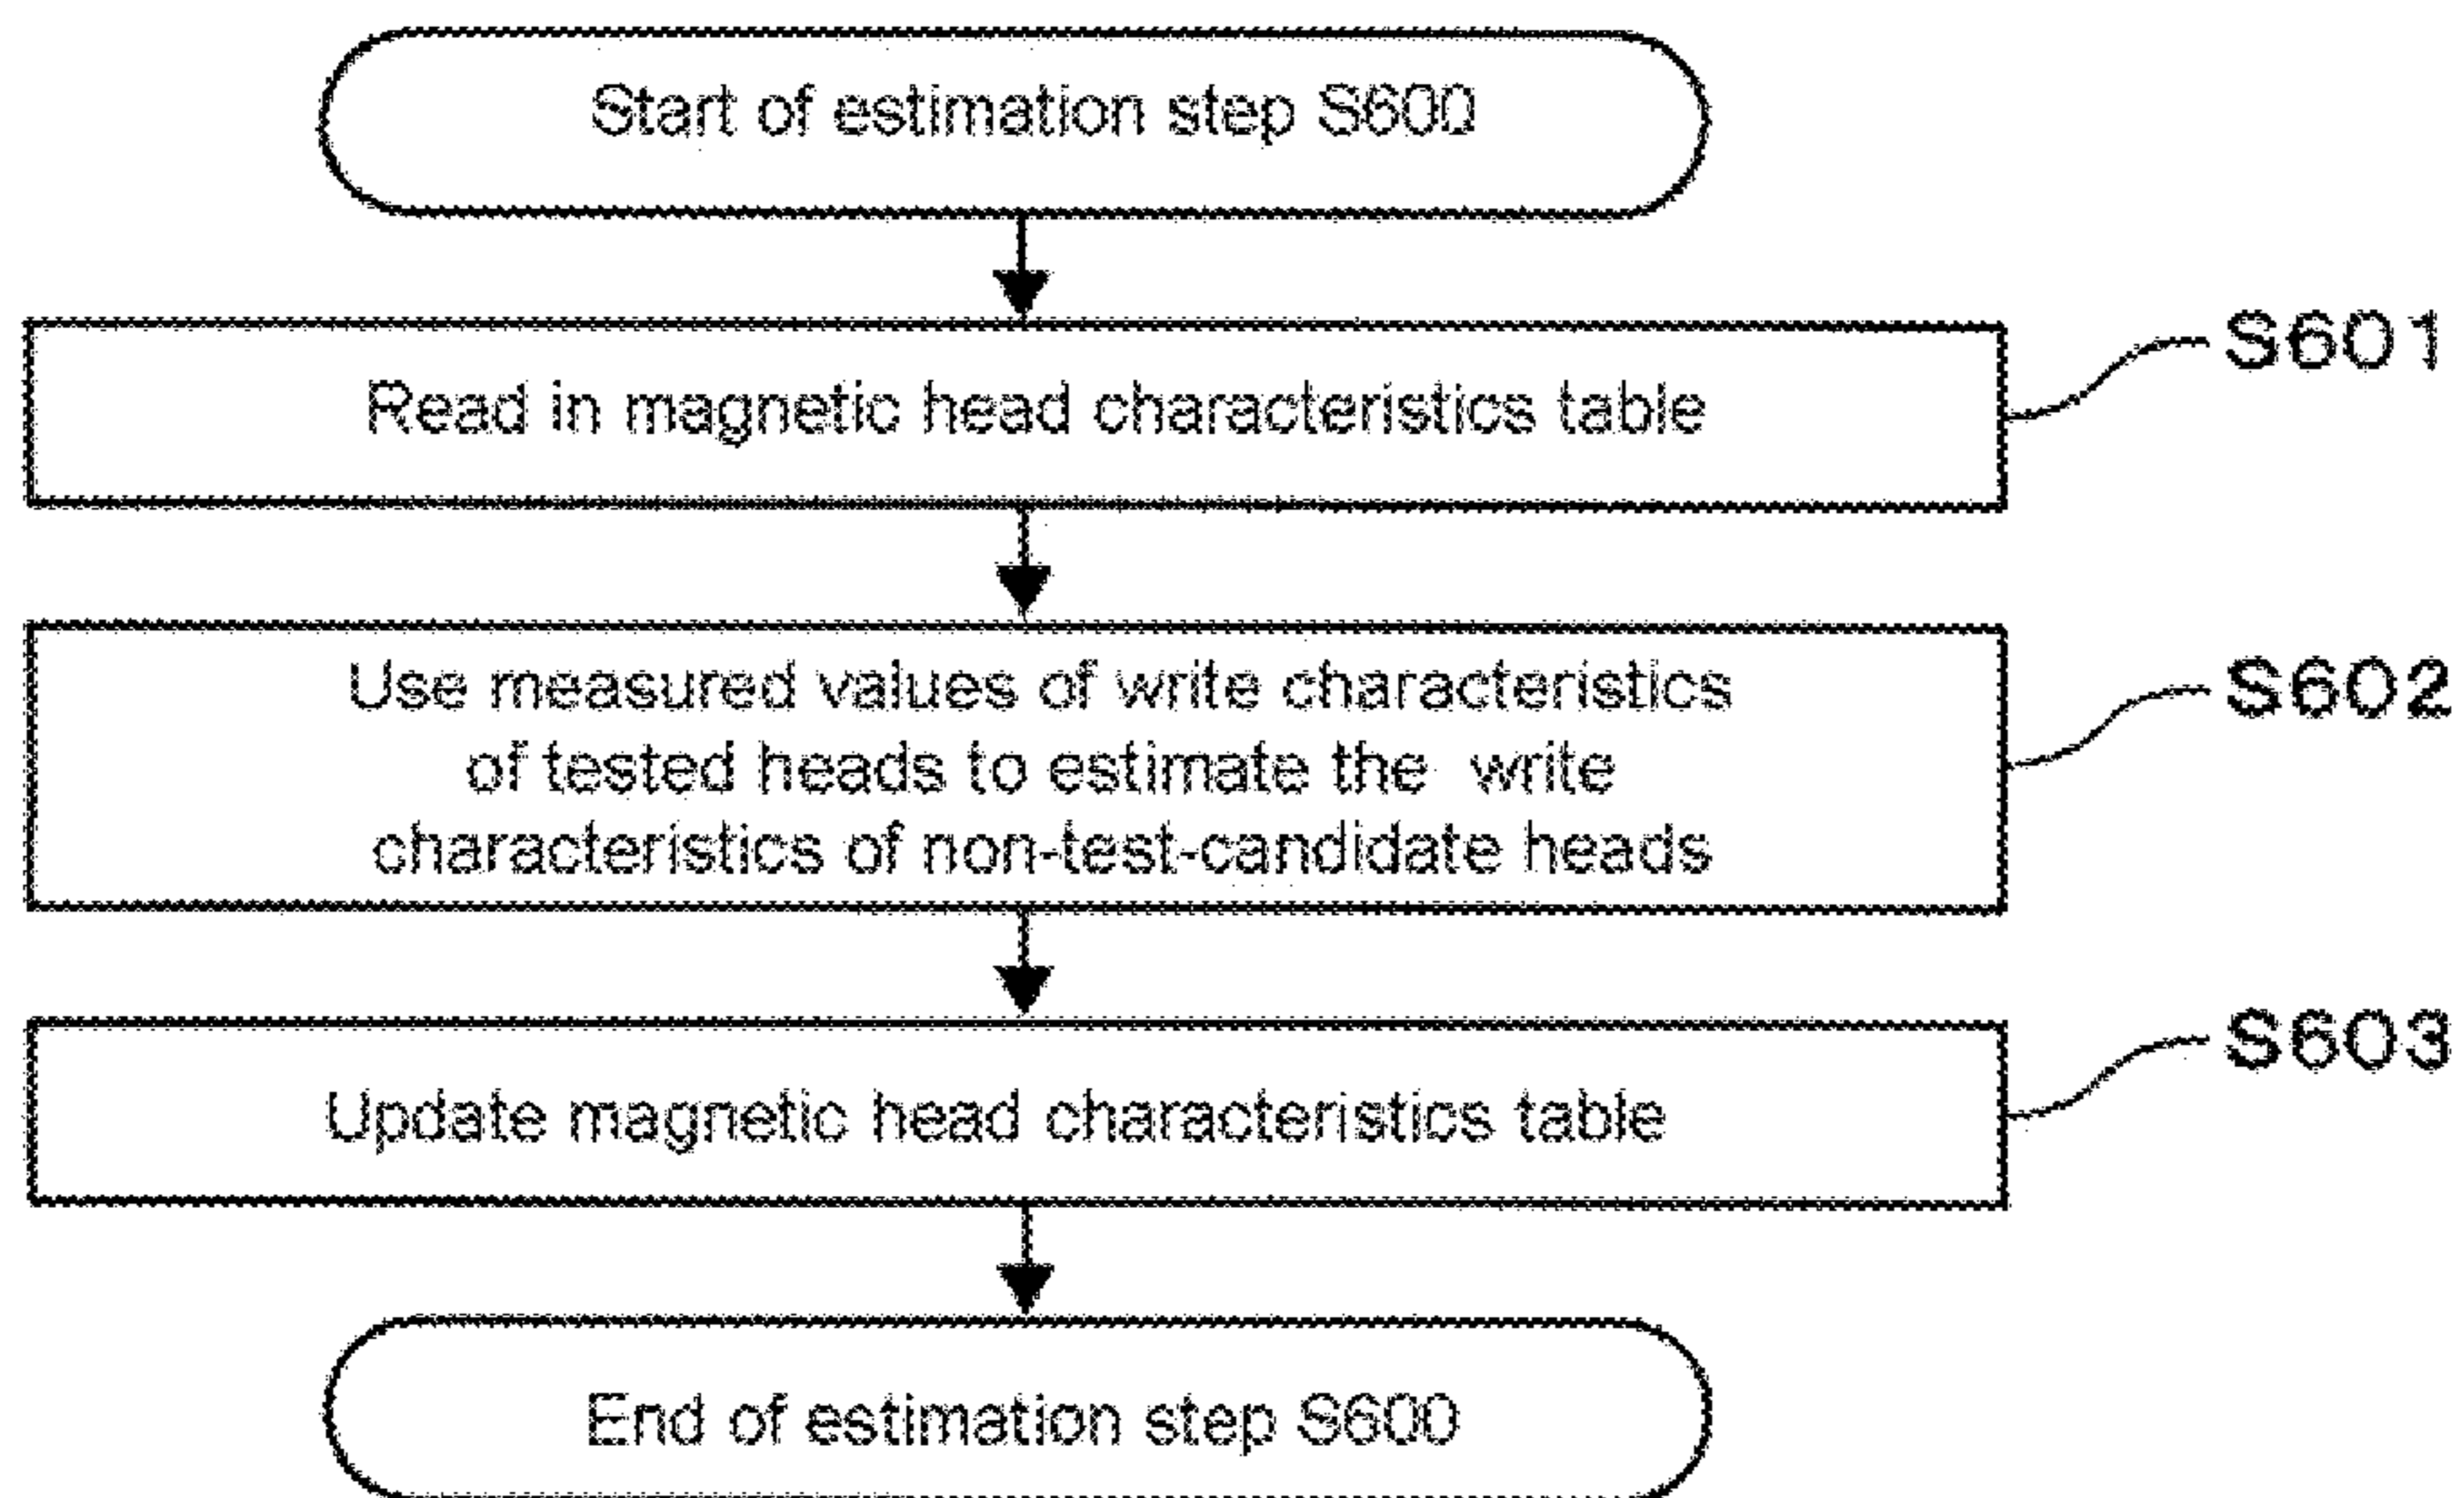 Start of estimation step S600
Read in magnetic head characteristics table
S601
Use measured values of write characteristics
of tested heads to estimate the write
characteristics of non-test-candidate heads
S602
Update magnetic head characteristics table
S603
End of estimation step S600